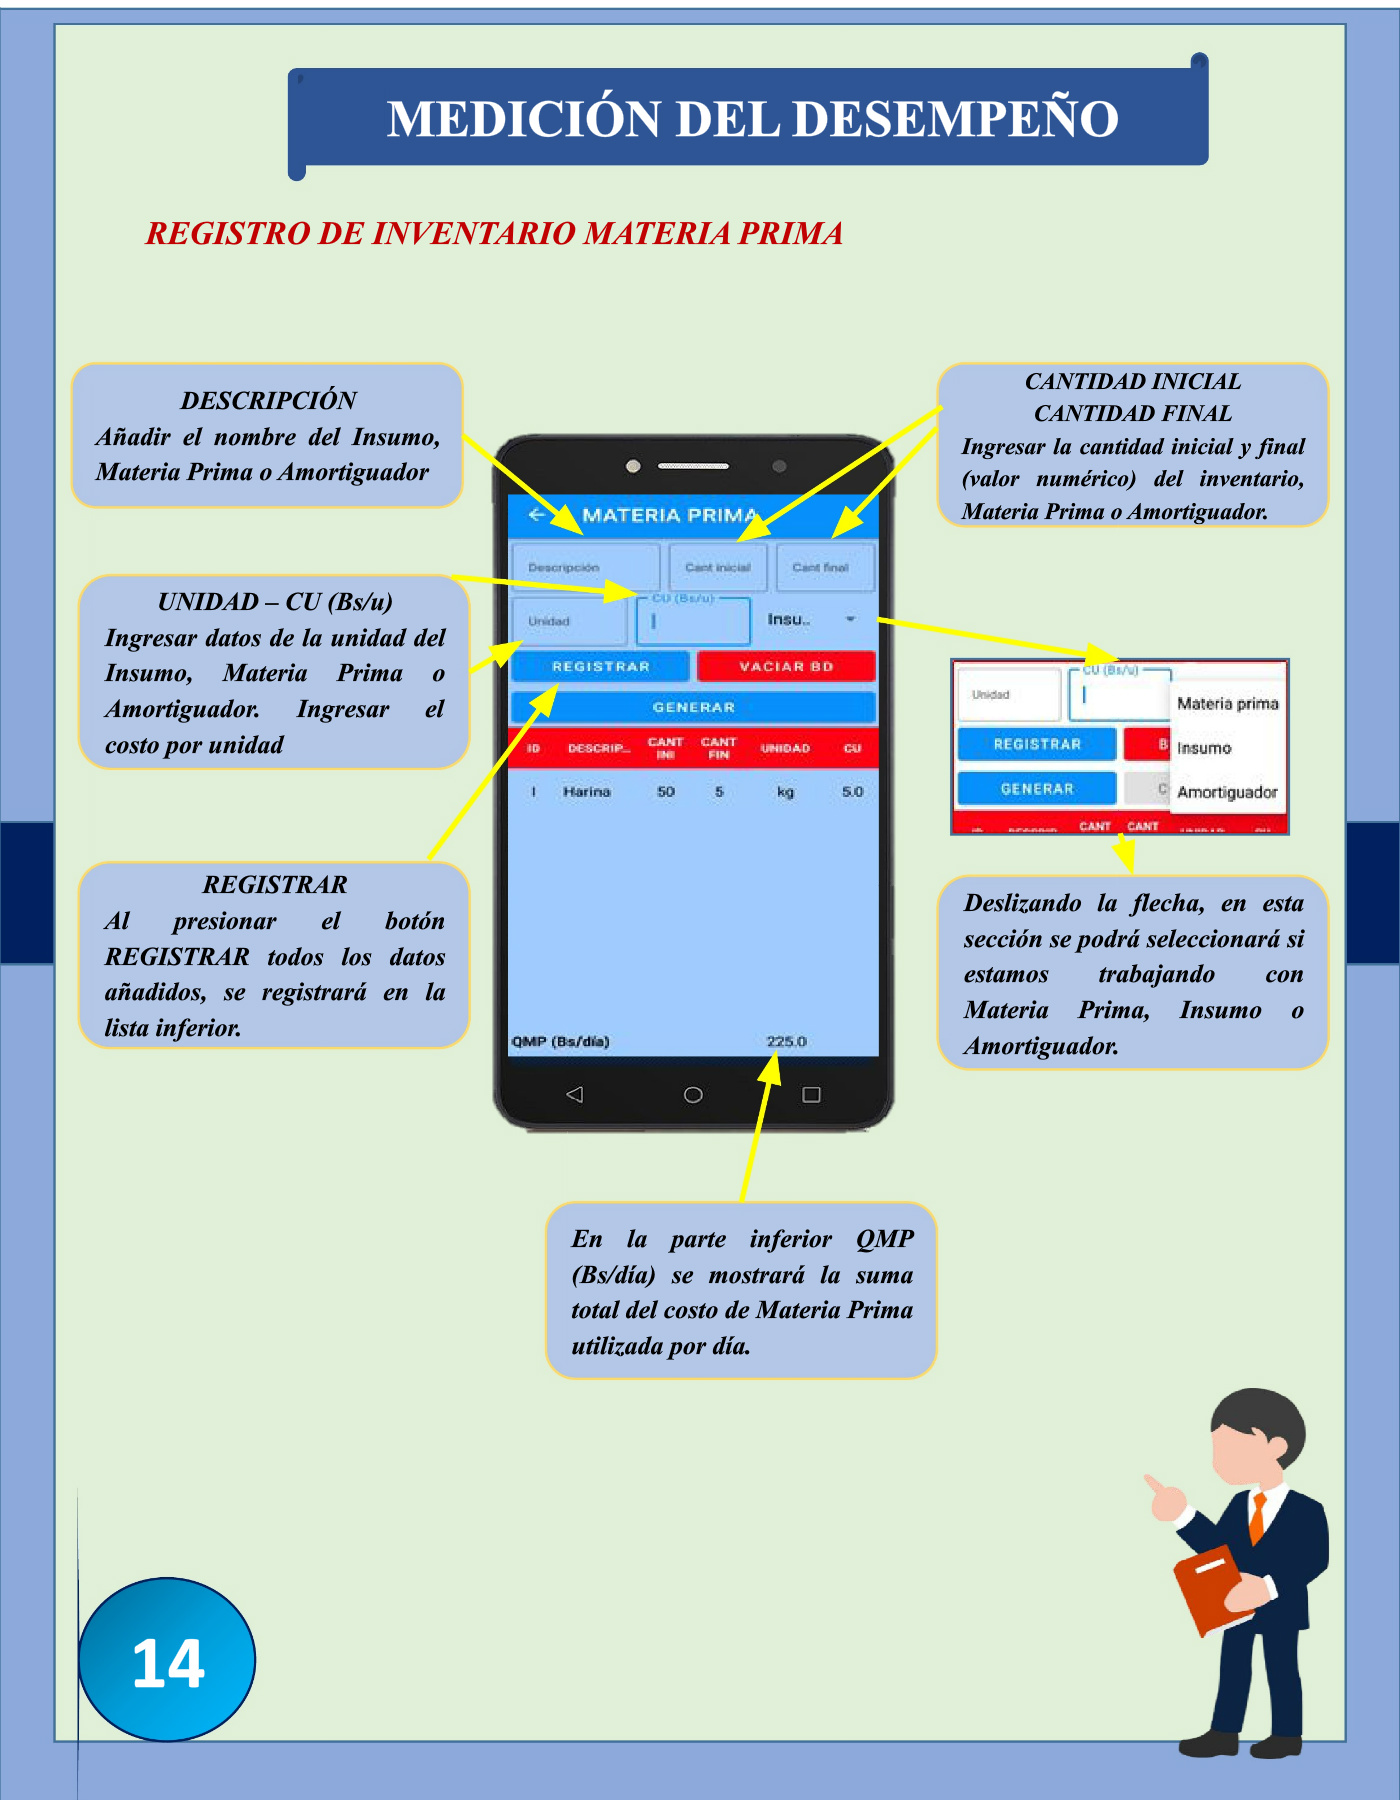 MEDICIÓN DEL DESEMPEÑO
REGISTRO DE INVENTARIO MATERIA PRIMA
DESCRIPCIÓN
Añadir el nombre del Insumo,
Materia Prima o Amortiguador
CANTIDAD INICIAL
CANTIDAD FINAL
Ingresar la cantidad inicial y final
(valor numérico) del inventario,
Materia Prima o Amortiguador.
UNIDAD – CU (Bs/u)
Ingresar datos de la unidad del
Insumo, Materia Prima o
Amortiguador. Ingresar el
costo por unidad
REGISTRAR
Al presionar el botón
REGISTRAR todos los datos
añadidos, se registrará en la
lista inferior.
MATERIA PRIMA
Descripción Cant inicial Cant final
Unidad CU (Bs/u) Insu..
REGISTRAR VACIAR BD
GENERAR
ID DESCRIP... CANT INI CANT FIN UNIDAD CU
1 Harina 50 5 kg 5.0
QMP (Bs/día) 225.0
Unidad CU (Bs/u)
Materia prima
REGISTRAR B Insumo
GENERAR C Amortiguador
CANT CANT
Deslizando la flecha, en esta
sección se podrá seleccionará si
estamos trabajando con
Materia Prima, Insumo o
Amortiguador.
En la parte inferior QMP
(Bs/día) se mostrará la suma
total del costo de Materia Prima
utilizada por día.
14